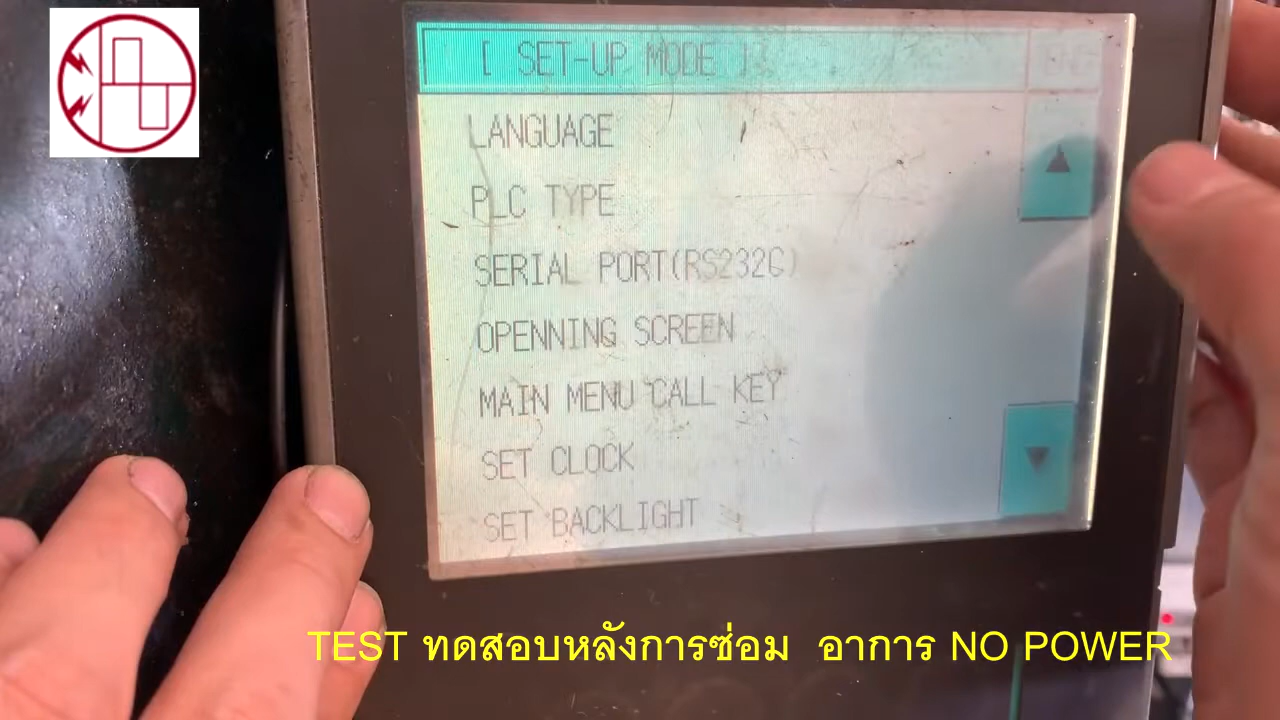 [ SET-UP MODE ]
LANGUAGE
PLC TYPE
SERIAL PORT(RS232C)
OPENNING SCREEN
MAIN MENU CALL KEY
SET CLOCK
SET BACKLIGHT
TEST ทดสอบหลังการซ่อม อาการ NO POWER